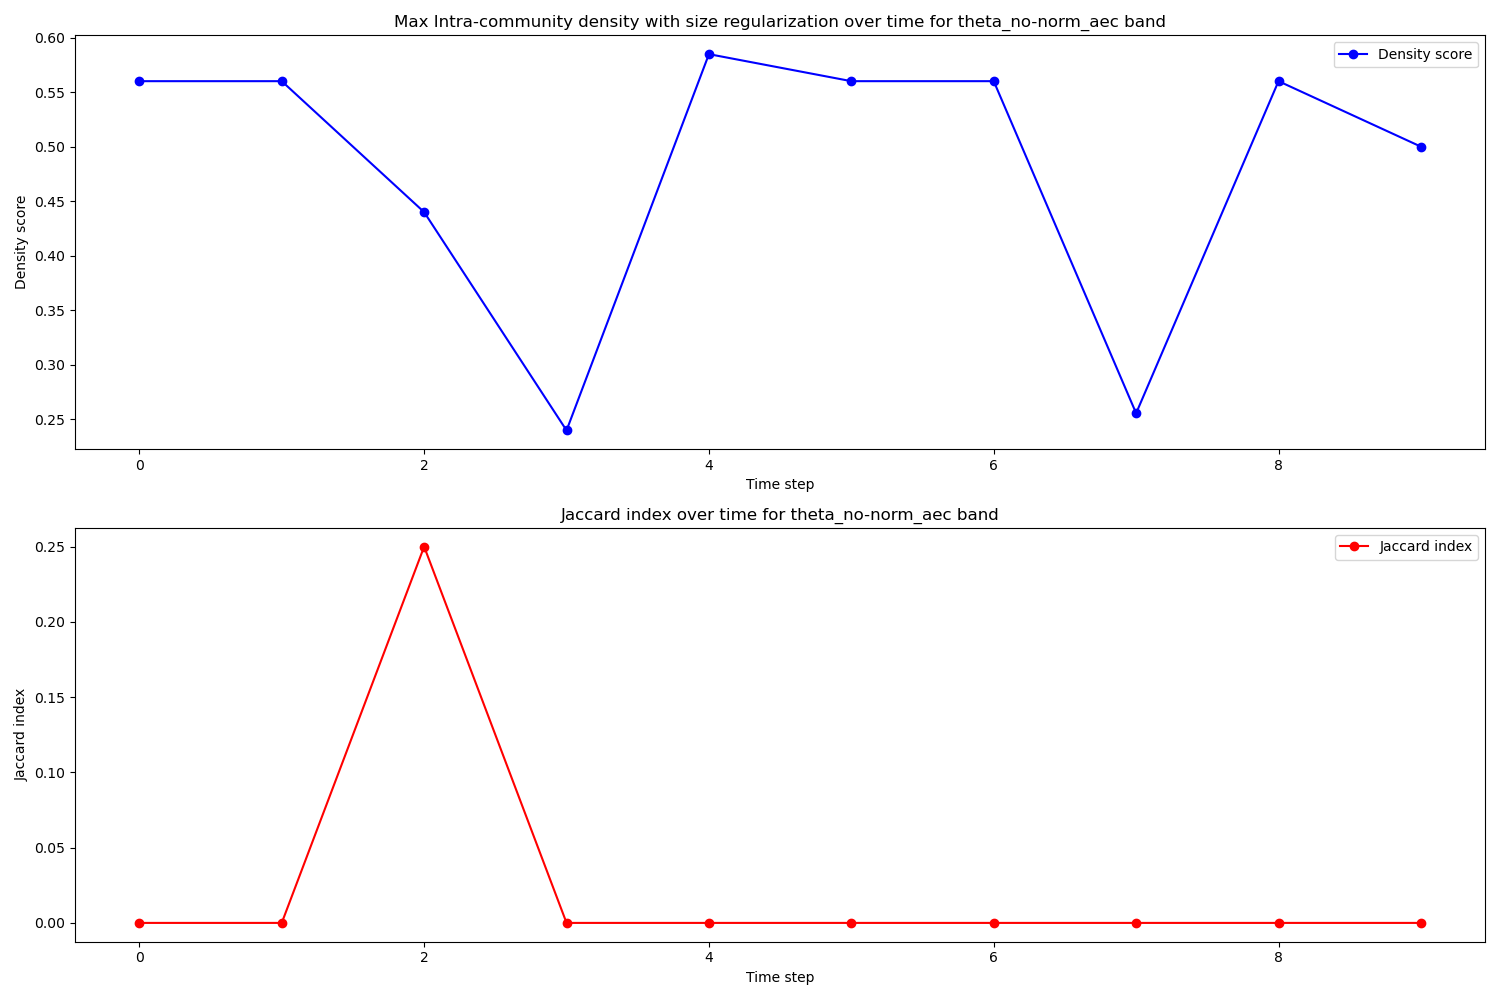 Max Intra-community density with size regularization over time for theta_no-norm_aec band
0.60
0.55
0.50
0.45
0.40
0.35
0.30
0.25
Density score
Density score
0 2 4 6 8
Time step
Jaccard index over time for theta_no-norm_aec band
0.25
0.20
0.15
0.10
0.05
0.00
Jaccard index
Jaccard index
0 2 4 6 8
Time step